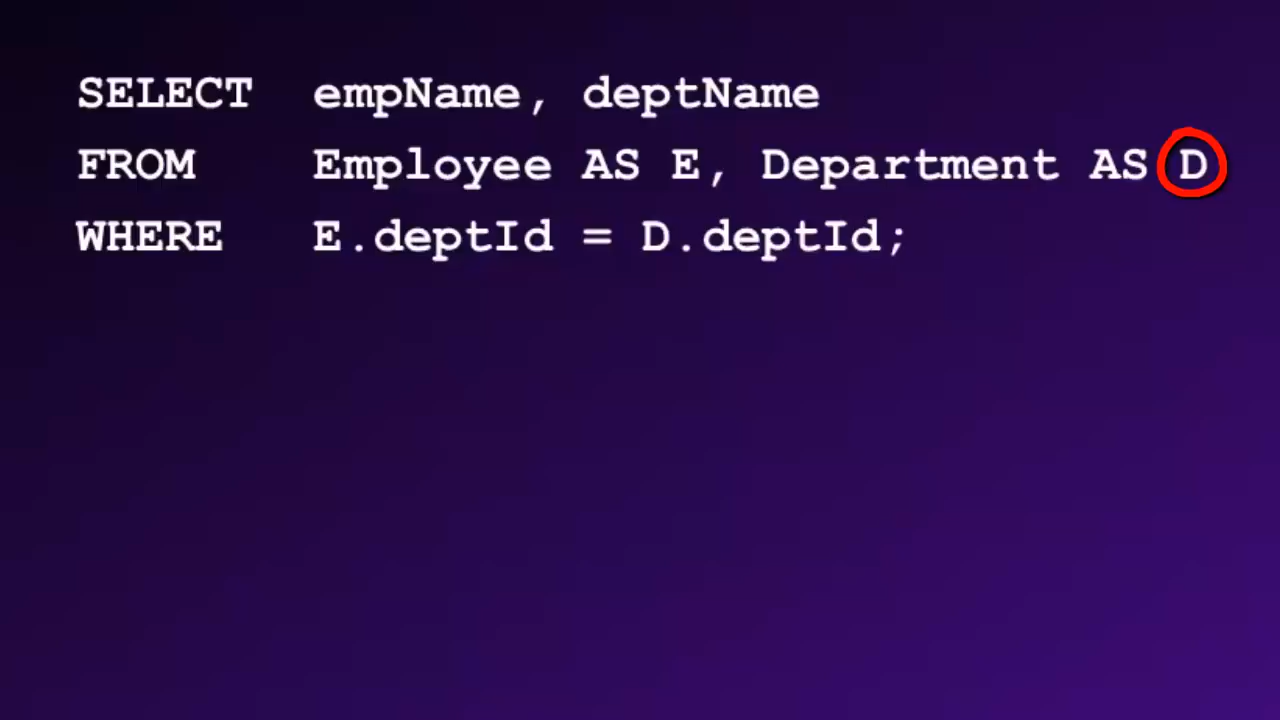 SELECT empName, deptName
FROM Employee AS E, Department AS D
WHERE E.deptId = D.deptId;